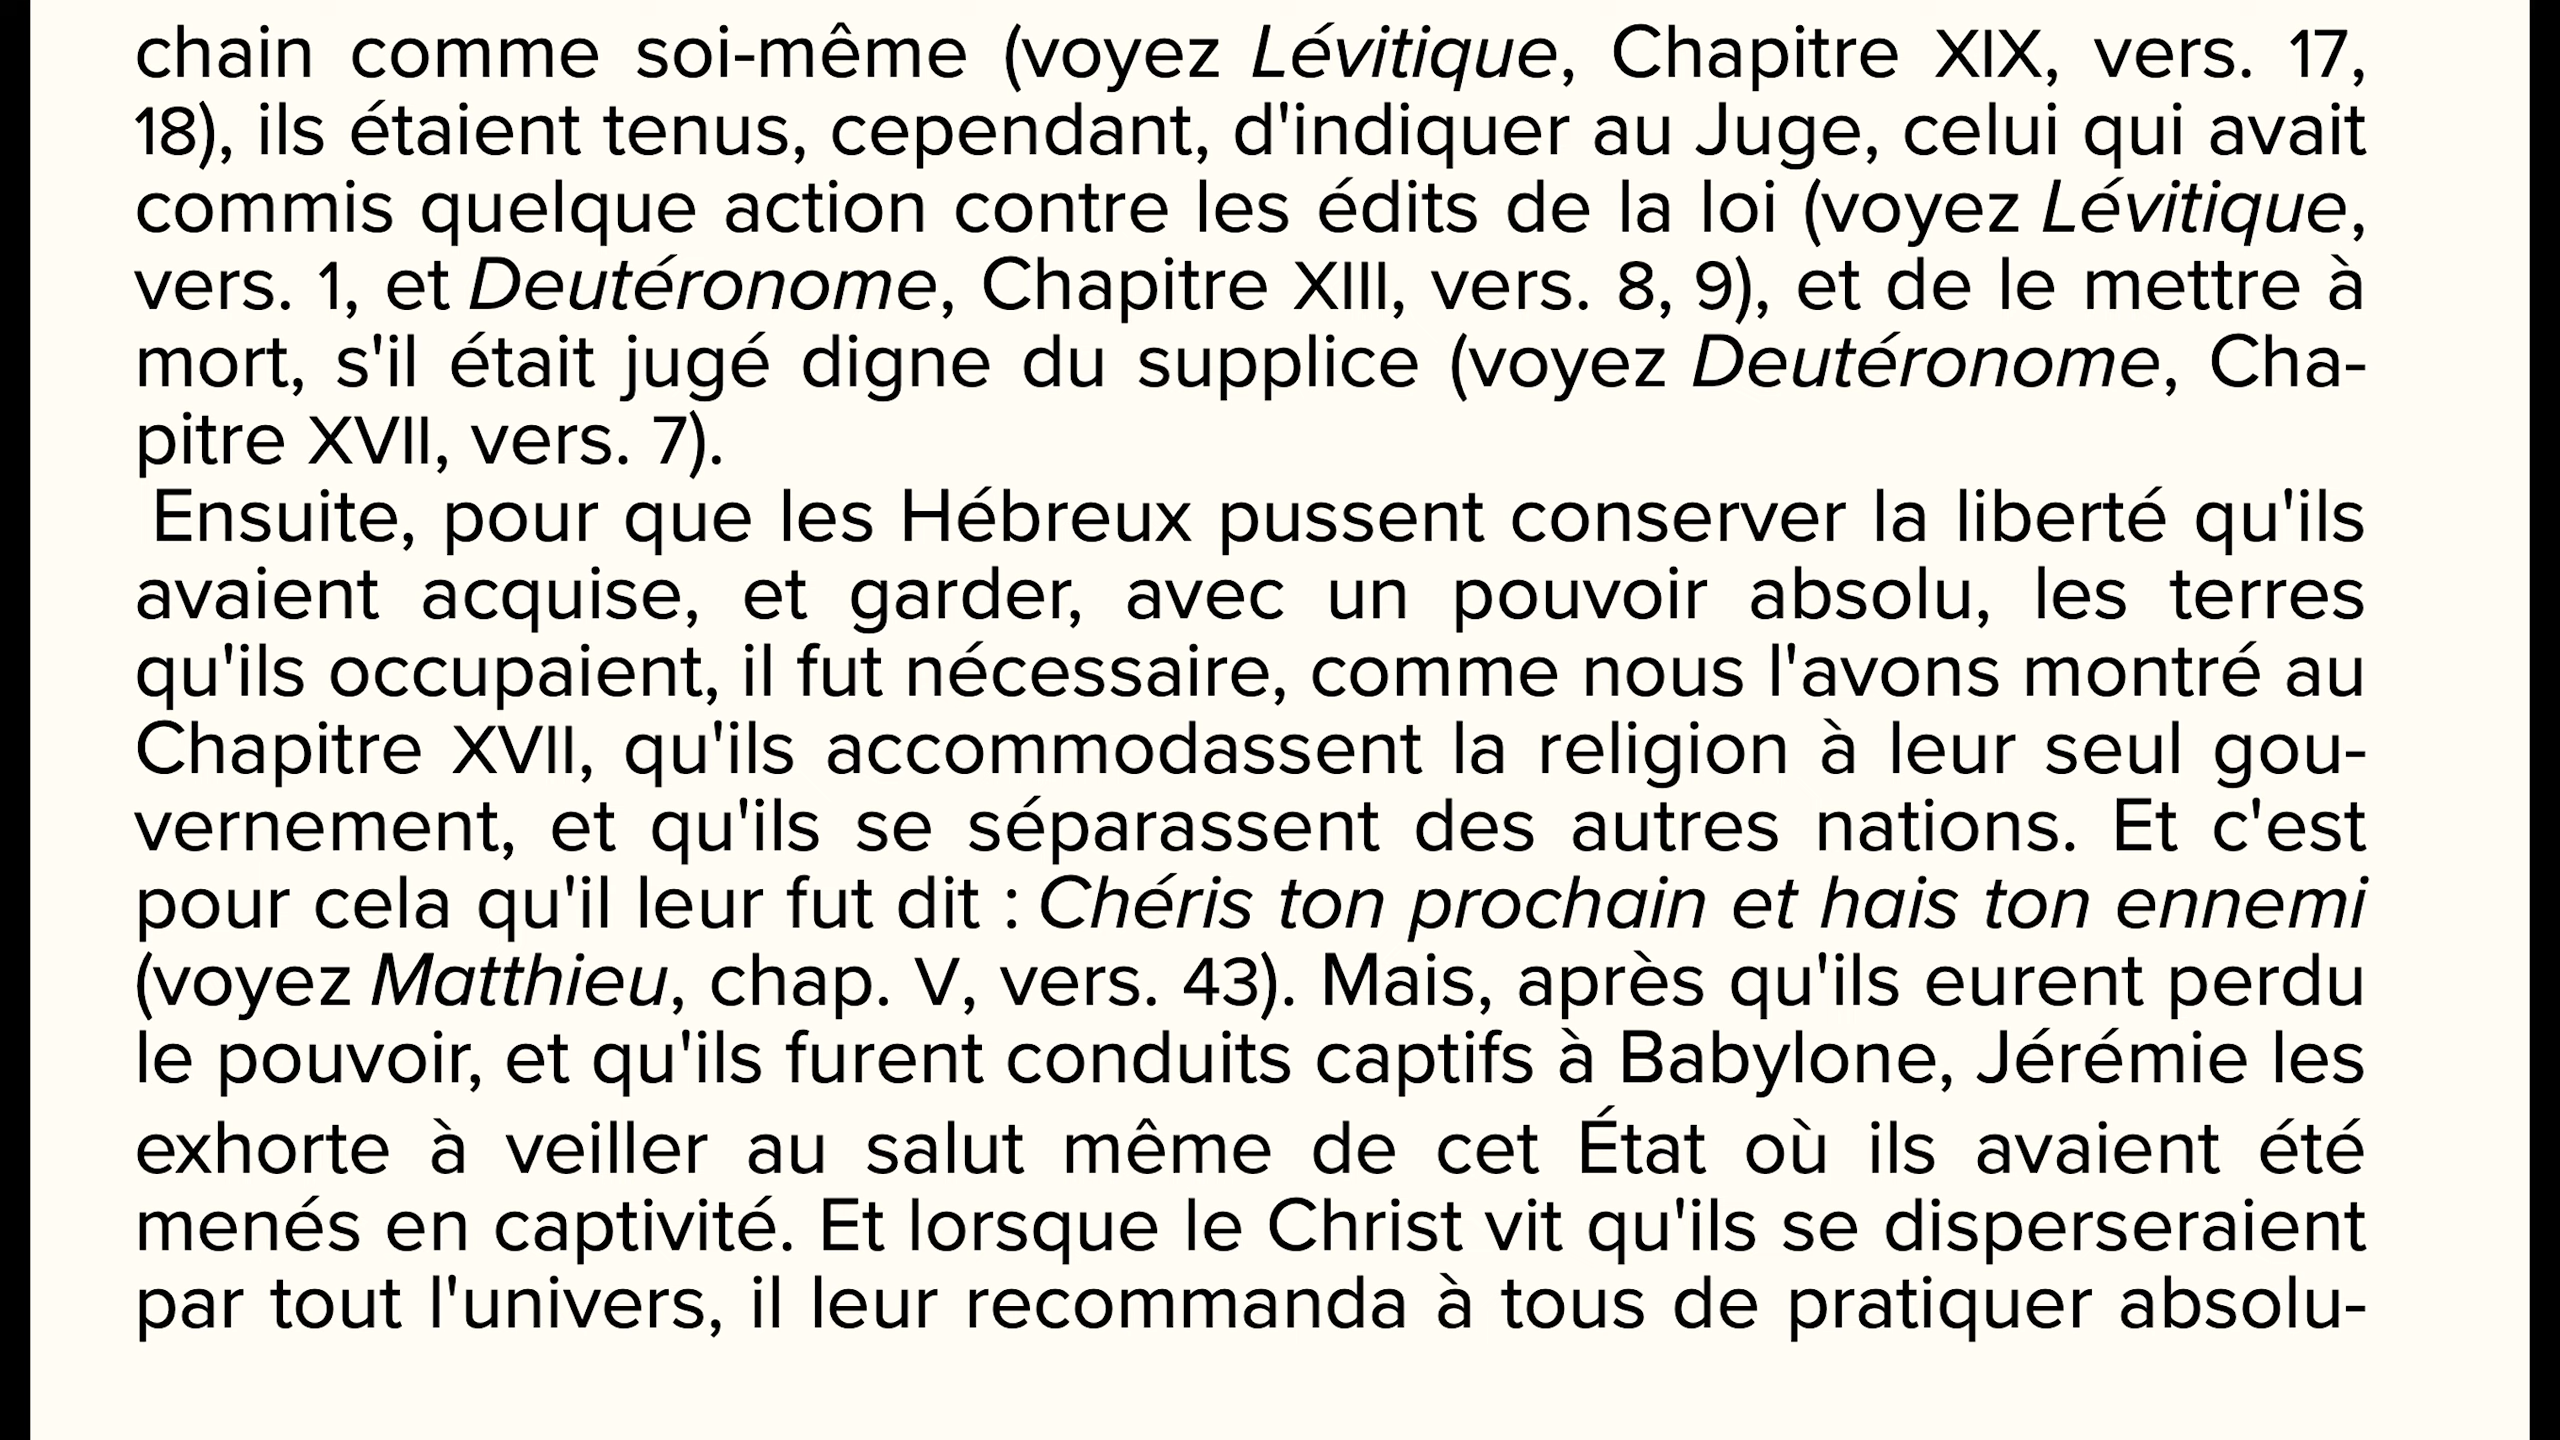 chain comme soi-même (voyez Lévitique, Chapitre XIX, vers. 17,
18), ils étaient tenus, cependant, d'indiquer au Juge, celui qui avait
commis quelque action contre les édits de la loi (voyez Lévitique,
vers. 1, et Deutéronome, Chapitre XIII, vers. 8, 9), et de le mettre à
mort, s'il était jugé digne du supplice (voyez Deutéronome, Cha-
pitre XVII, vers. 7).
Ensuite, pour que les Hébreux pussent conserver la liberté qu'ils
avaient acquise, et garder, avec un pouvoir absolu, les terres
qu'ils occupaient, il fut nécessaire, comme nous l'avons montré au
Chapitre XVII, qu'ils accommodassent la religion à leur seul gou-
vernement, et qu'ils se séparassent des autres nations. Et c'est
pour cela qu'il leur fut dit : Chéris ton prochain et hais ton ennemi
(voyez Matthieu, chap. V, vers. 43). Mais, après qu'ils eurent perdu
le pouvoir, et qu'ils furent conduits captifs à Babylone, Jérémie les
exhorte à veiller au salut même de cet État où ils avaient été
menés en captivité. Et lorsque le Christ vit qu'ils se disperseraient
par tout l'univers, il leur recommanda à tous de pratiquer absolu-